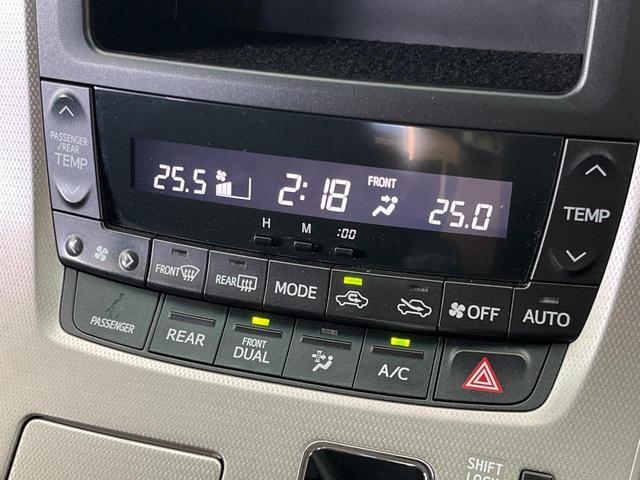 PASSENGER
/REAR
TEMP
25.5 2:18 FRONT 25.0
H M :00
TEMP
FRONT REAR MODE OFF AUTO
PASSENGER REAR FRONT DUAL A/C
SHIFT
LOCK